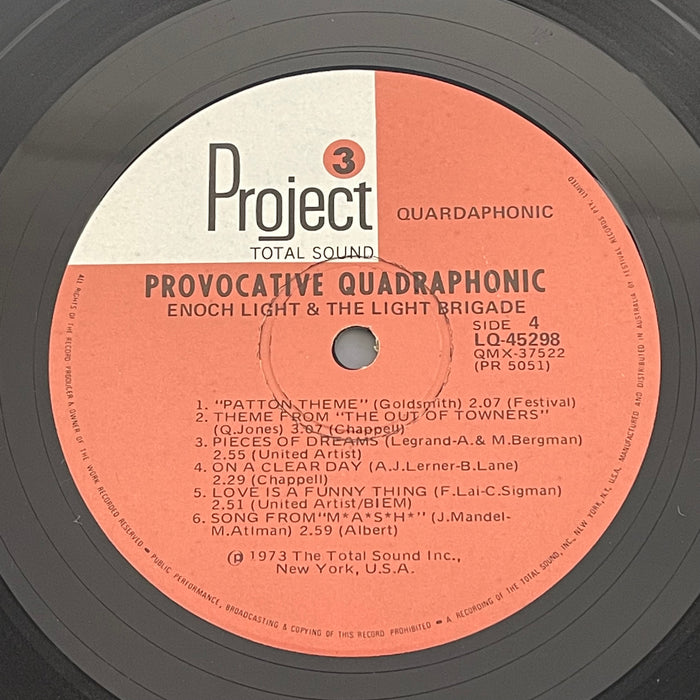 3
Project
TOTAL SOUND
QUARDAPHONIC
PROVOCATIVE QUADRAPHONIC
ENOCH LIGHT & THE LIGHT BRIGADE
SIDE 4
LQ-45298
QMX-37522
(PR 5051)
1. "PATTON THEME" (Goldsmith) 2.07 (Festival)
2. THEME FROM "THE OUT OF TOWNERS"
(Q.Jones) 3.07 (Chappell)
3. PIECES OF DREAMS (Legrand-A.& M.Bergman)
2.55 (United Artist)
4. ON A CLEAR DAY (A.J.Lerner-B.Lane)
2.29 (Chappell)
5. LOVE IS A FUNNY THING (F.Lai-C.Sigman)
2.51 (United Artist/BIEM)
6. SONG FROM"M*A*S*H*" (J.Mandel-
M.Atlman) 2.59 (Albert)
℗ 1973 The Total Sound Inc.,
New York, U.S.A.
ALL RIGHTS OF THE RECORD PRODUCER & OWNER OF THE WORK RECORDED RESERVED • PUBLIC PERFORMANCE, BROADCASTING & COPYING OF THIS RECORD PROHIBITED • A RECORDING OF THE TOTAL SOUND, INC., NEW YORK, N.Y., U.S.A. MANUFACTURED AND DISTRIBUTED IN AUSTRALIA BY FESTIVAL RECORDS PTY. LIMITED